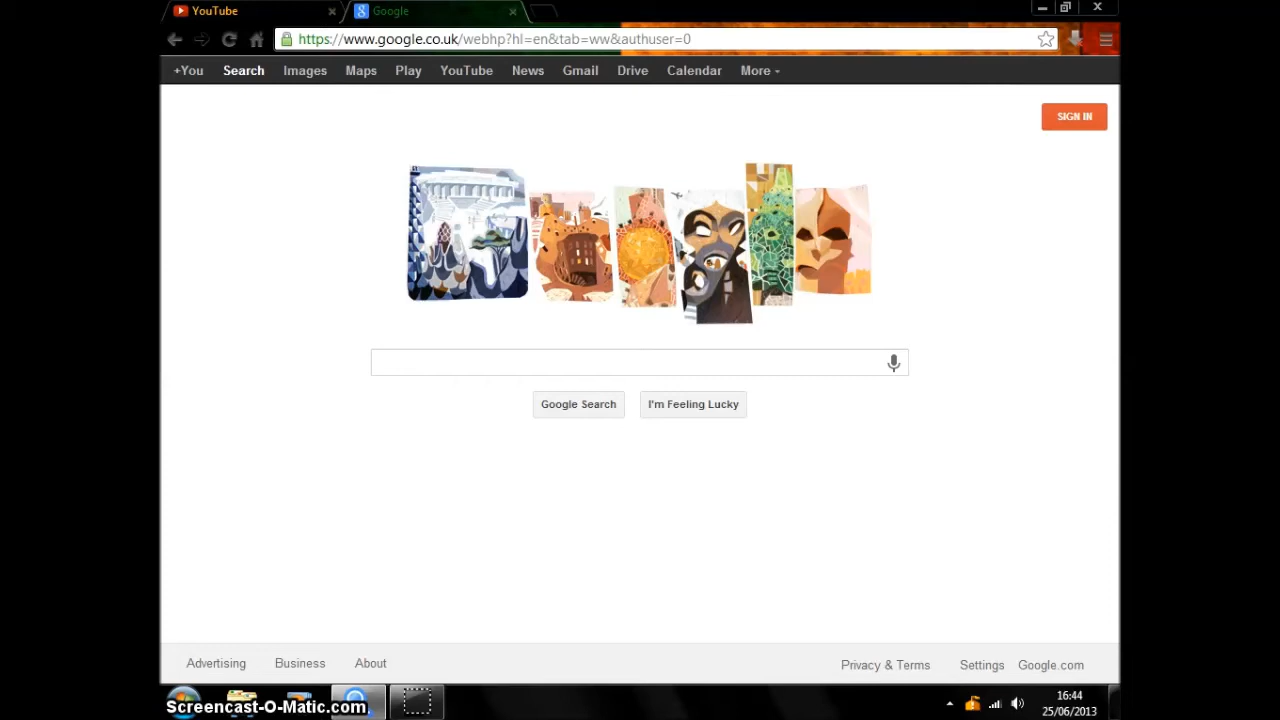 YouTube
Google
https://www.google.co.uk/webhp?hl=en&tab=ww&authuser=0
+You Search Images Maps Play YouTube News Gmail Drive Calendar More
SIGN IN
Google Search I'm Feeling Lucky
Advertising Business About Privacy & Terms Settings Google.com
Screencast-O-Matic.com
16:44
25/06/2013